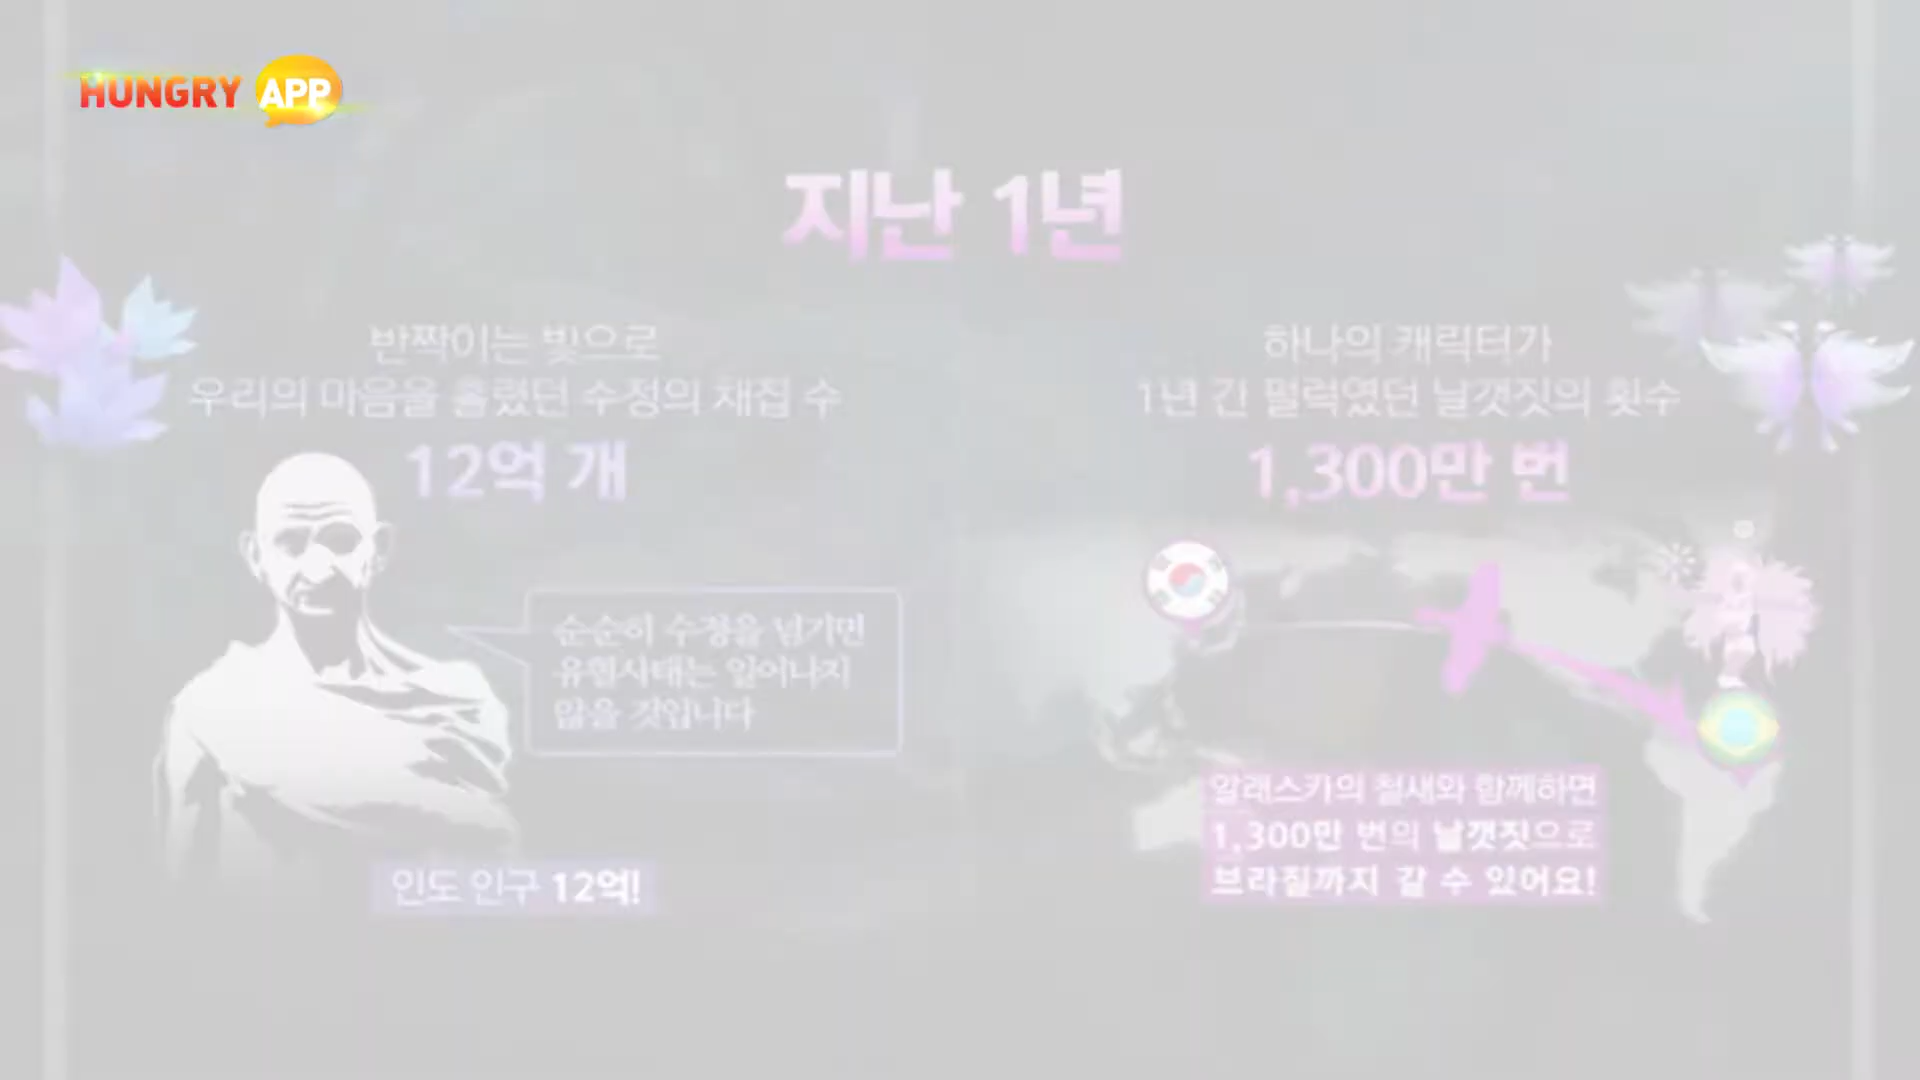 HUNGRY APP
지난 1년
반짝이는 빛으로
우리의 마음을 홀렸던 수정의 채집 수
12억 개
순순히 수정을 넘기면
유혈사태는 일어나지
않을 것입니다
인도 인구 12억!
하나의 캐릭터가
1년 간 펄럭였던 날갯짓의 횟수
1,300만 번
알래스카의 철새와 함께하면
1,300만 번의 날갯짓으로
브라질까지 갈 수 있어요!